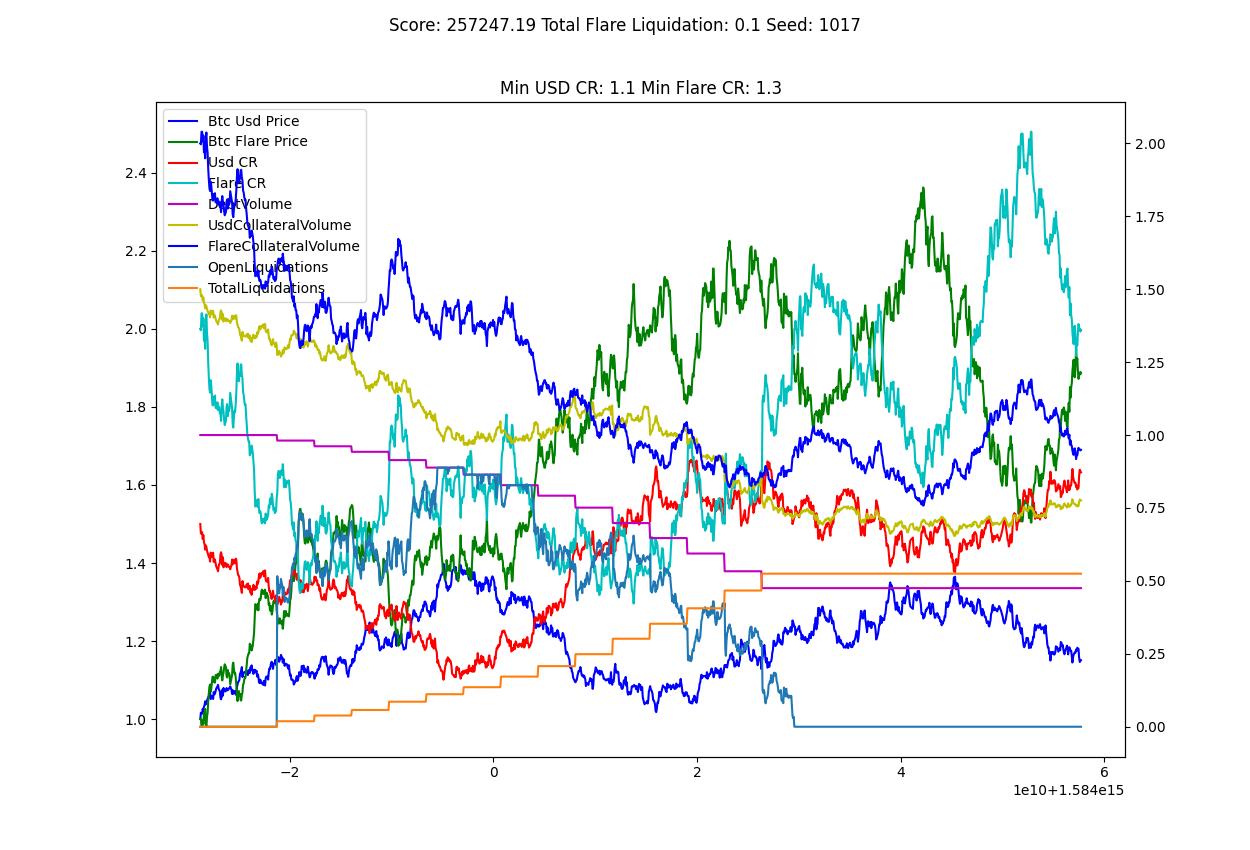 Score: 257247.19 Total Flare Liquidation: 0.1 Seed: 1017
Min USD CR: 1.1 Min Flare CR: 1.3
Btc Usd Price
Btc Flare Price
Usd CR
Flare CR
DebtVolume
UsdCollateralVolume
FlareCollateralVolume
OpenLiquidations
TotalLiquidations
2.4
2.2
2.0
1.8
1.6
1.4
1.2
1.0
2.00
1.75
1.50
1.25
1.00
0.75
0.50
0.25
0.00
−2 0 2 4 6
1e10+1.584e15